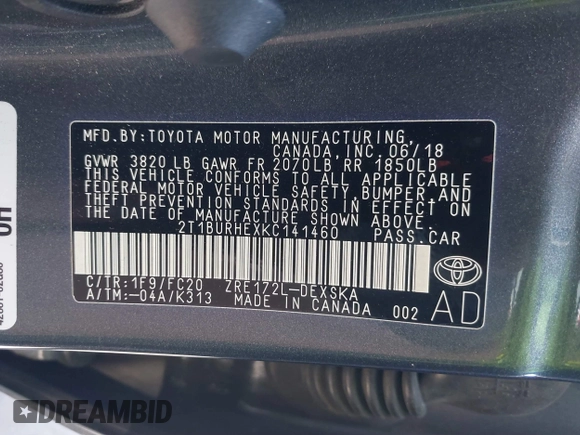 MFD.BY:TOYOTA MOTOR MANUFACTURING,
CANADA,INC.06/18
GVWR 3820LB GAWR FR 2070LB,RR 1850LB
THIS VEHICLE CONFORMS TO ALL APPLICABLE
FEDERAL MOTOR VEHICLE SAFETY, BUMPER,AND
THEFT PREVENTION STANDARDS IN EFFECT ON
THE DATE OF MANUFACTURE SHOWN ABOVE.
2T1BURHEXKC141460 PASS.CAR
C/TR:1F9/FC20 ZRE172L-DEXSKA
A/TM:-04A/K313 MADE IN CANADA 002
AD
TOYOTA
DREAMBID